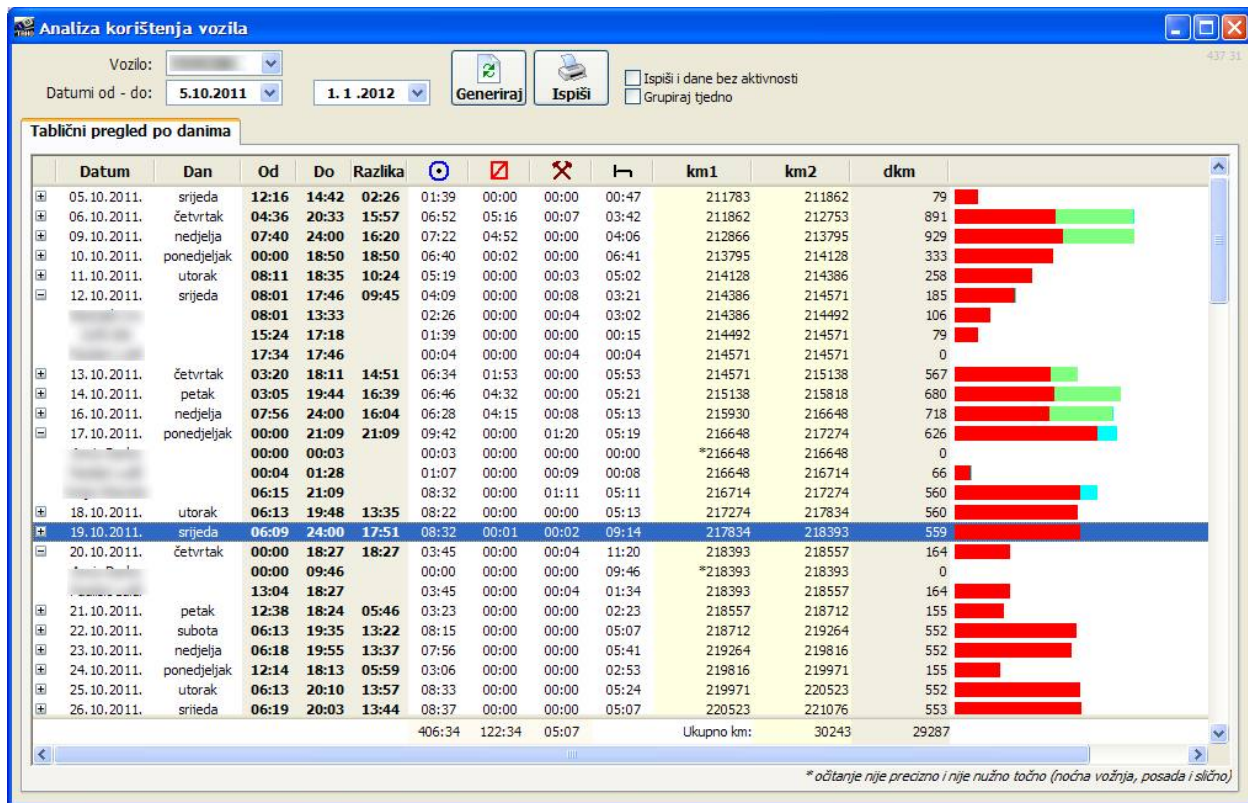 Analiza korištenja vozila
Vozilo:
437 31
Datumi od - do: 5.10.2011 1. 1 .2012 Generiraj Ispiši
Ispiši i dane bez aktivnosti
Grupiraj tjedno
Tablični pregled po danima
Datum Dan Od Do Razlika km1 km2 dkm
05.10.2011. srijeda 12:16 14:42 02:26 01:39 00:00 00:00 00:47 211783 211862 79
06.10.2011. četvrtak 04:36 20:33 15:57 06:52 05:16 00:07 03:42 211862 212753 891
09.10.2011. nedjelja 07:40 24:00 16:20 07:22 04:52 00:00 04:06 212866 213795 929
10.10.2011. ponedjeljak 00:00 18:50 18:50 06:40 00:02 00:00 06:41 213795 214128 333
11.10.2011. utorak 08:11 18:35 10:24 05:19 00:00 00:03 05:02 214128 214386 258
12.10.2011. srijeda 08:01 17:46 09:45 04:09 00:00 00:08 03:21 214386 214571 185
08:01 13:33 02:26 00:00 00:04 03:02 214386 214492 106
15:24 17:18 01:39 00:00 00:00 00:15 214492 214571 79
17:34 17:46 00:04 00:00 00:04 00:04 214571 214571 0
13.10.2011. četvrtak 03:20 18:11 14:51 06:34 01:53 00:00 05:53 214571 215138 567
14.10.2011. petak 03:05 19:44 16:39 06:46 04:32 00:00 05:21 215138 215818 680
16.10.2011. nedjelja 07:56 24:00 16:04 06:28 04:15 00:08 05:13 215930 216648 718
17.10.2011. ponedjeljak 00:00 21:09 21:09 09:42 00:00 01:20 05:19 216648 217274 626
00:00 00:03 00:03 00:00 00:00 00:00 *216648 216648 0
00:04 01:28 01:07 00:00 00:09 00:08 216648 216714 66
06:15 21:09 08:32 00:00 01:11 05:11 216714 217274 560
18.10.2011. utorak 06:13 19:48 13:35 08:22 00:00 00:00 05:13 217274 217834 560
19.10.2011. srijeda 06:09 24:00 17:51 08:32 00:01 00:02 09:14 217834 218393 559
20.10.2011. četvrtak 00:00 18:27 18:27 03:45 00:00 00:04 11:20 218393 218557 164
00:00 09:46 00:00 00:00 00:00 09:46 *218393 218393 0
13:04 18:27 03:45 00:00 00:04 01:34 218393 218557 164
21.10.2011. petak 12:38 18:24 05:46 03:23 00:00 00:00 02:23 218557 218712 155
22.10.2011. subota 06:13 19:35 13:22 08:15 00:00 00:00 05:07 218712 219264 552
23.10.2011. nedjelja 06:18 19:55 13:37 07:56 00:00 00:00 05:41 219264 219816 552
24.10.2011. ponedjeljak 12:14 18:13 05:59 03:06 00:00 00:00 02:53 219816 219971 155
25.10.2011. utorak 06:13 20:10 13:57 08:33 00:00 00:00 05:24 219971 220523 552
26.10.2011. srijeda 06:19 20:03 13:44 08:37 00:00 00:00 05:07 220523 221076 553
406:34 122:34 05:07 Ukupno km: 30243 29287
* očitanje nije precizno i nije nužno točno (noćna vožnja, posada i slično)